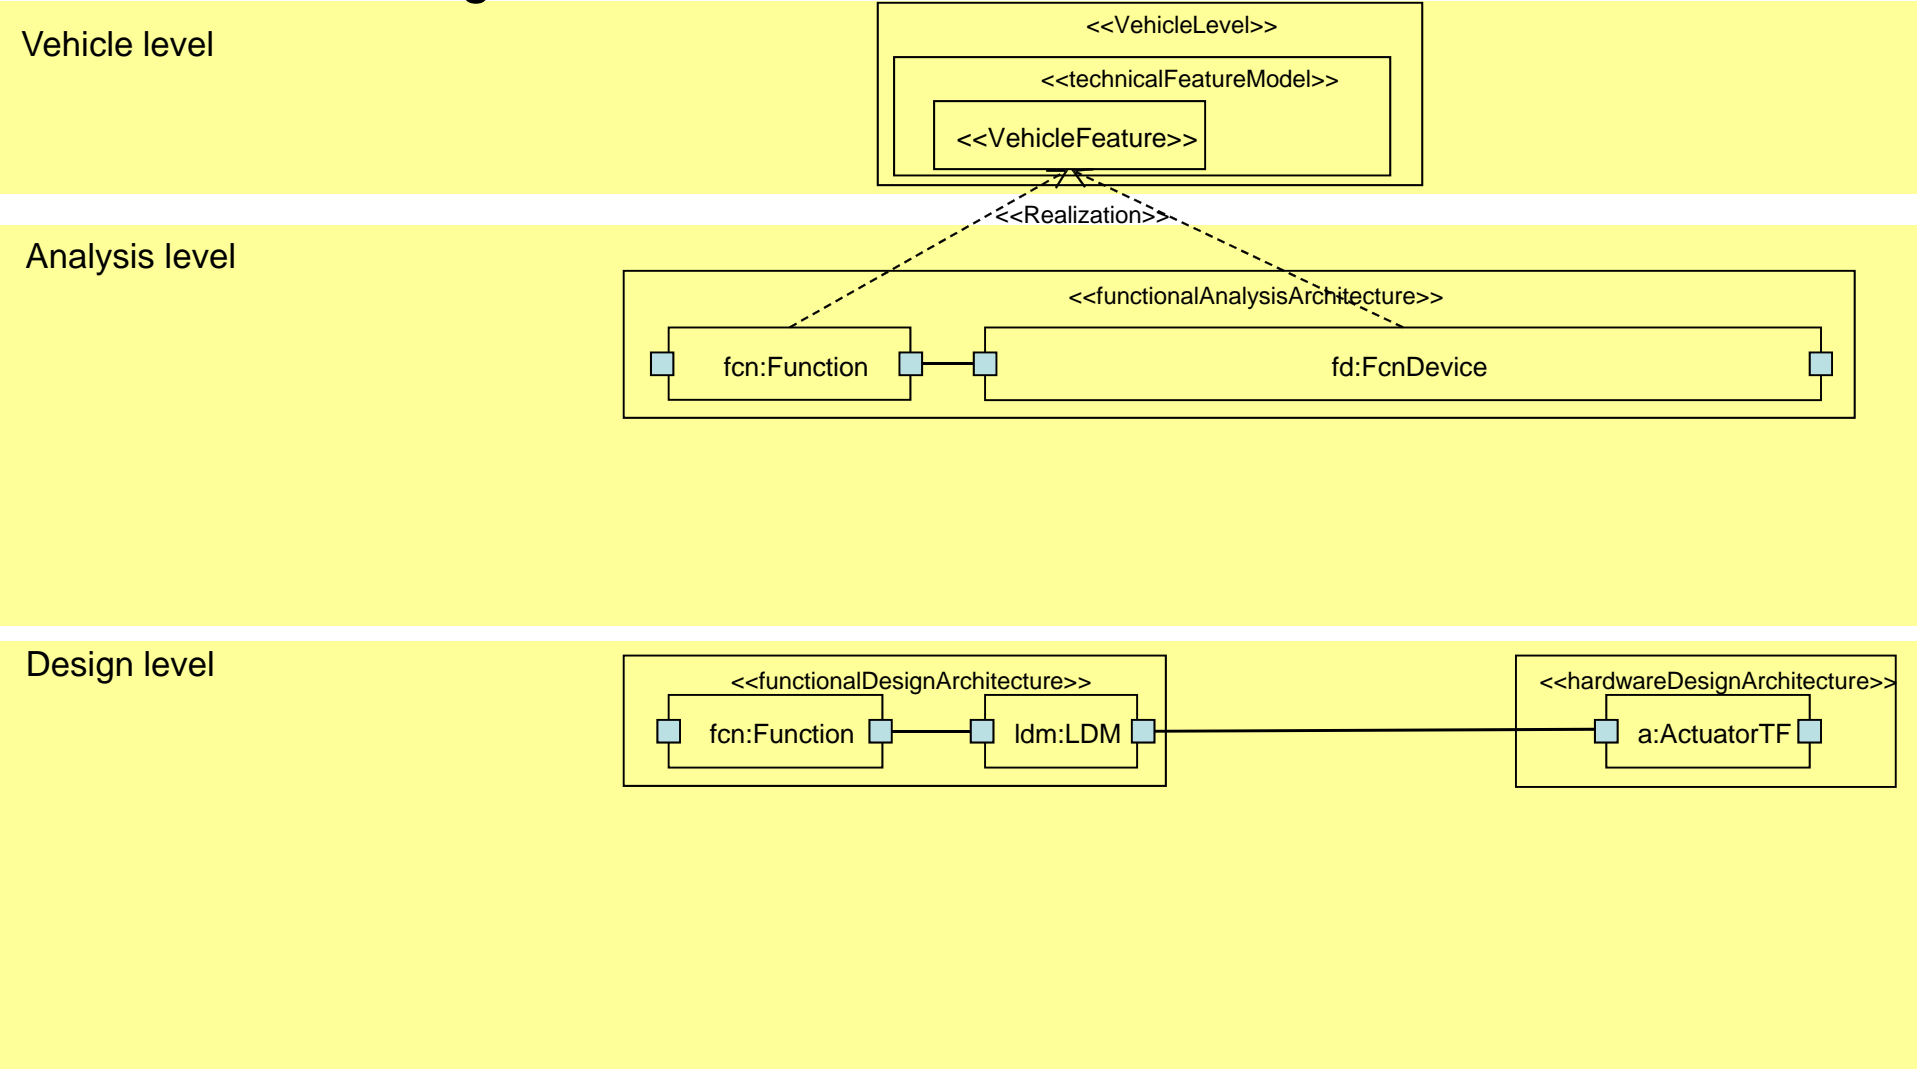 Vehicle level
<<VehicleLevel>>
<<technicalFeatureModel>>
<<VehicleFeature>>
<<Realization>>
Analysis level
<<functionalAnalysisArchitecture>>
fcn:Function
fd:FcnDevice
Design level
<<functionalDesignArchitecture>>
<<hardwareDesignArchitecture>>
fcn:Function
ldm:LDM
a:ActuatorTF